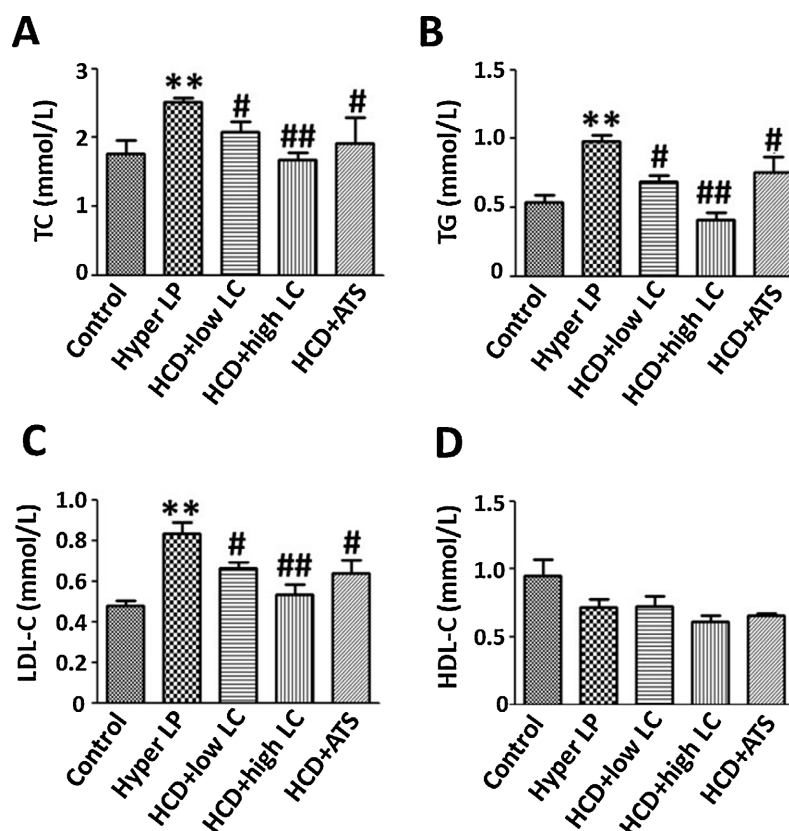 A
TC (mmol/L)
3
2
1
0
**
#
##
#
Control
Hyper LP
HCD+low LC
HCD+high LC
HCD+ATS
B
TG (mmol/L)
1.5
1.0
0.5
0
**
#
##
#
Control
Hyper LP
HCD+low LC
HCD+high LC
HCD+ATS
C
LDL-C (mmol/L)
1.0
0.8
0.6
0.4
0.2
0
**
#
##
#
Control
Hyper LP
HCD+low LC
HCD+high LC
HCD+ATS
D
HDL-C (mmol/L)
1.5
1.0
0.5
0
Control
Hyper LP
HCD+low LC
HCD+high LC
HCD+ATS